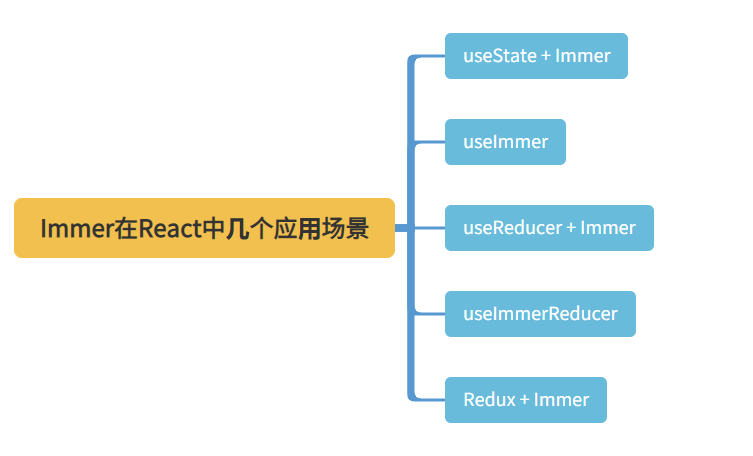 Immer在React中几个应用场景
useState + Immer
useImmer
useReducer + Immer
useImmerReducer
Redux + Immer